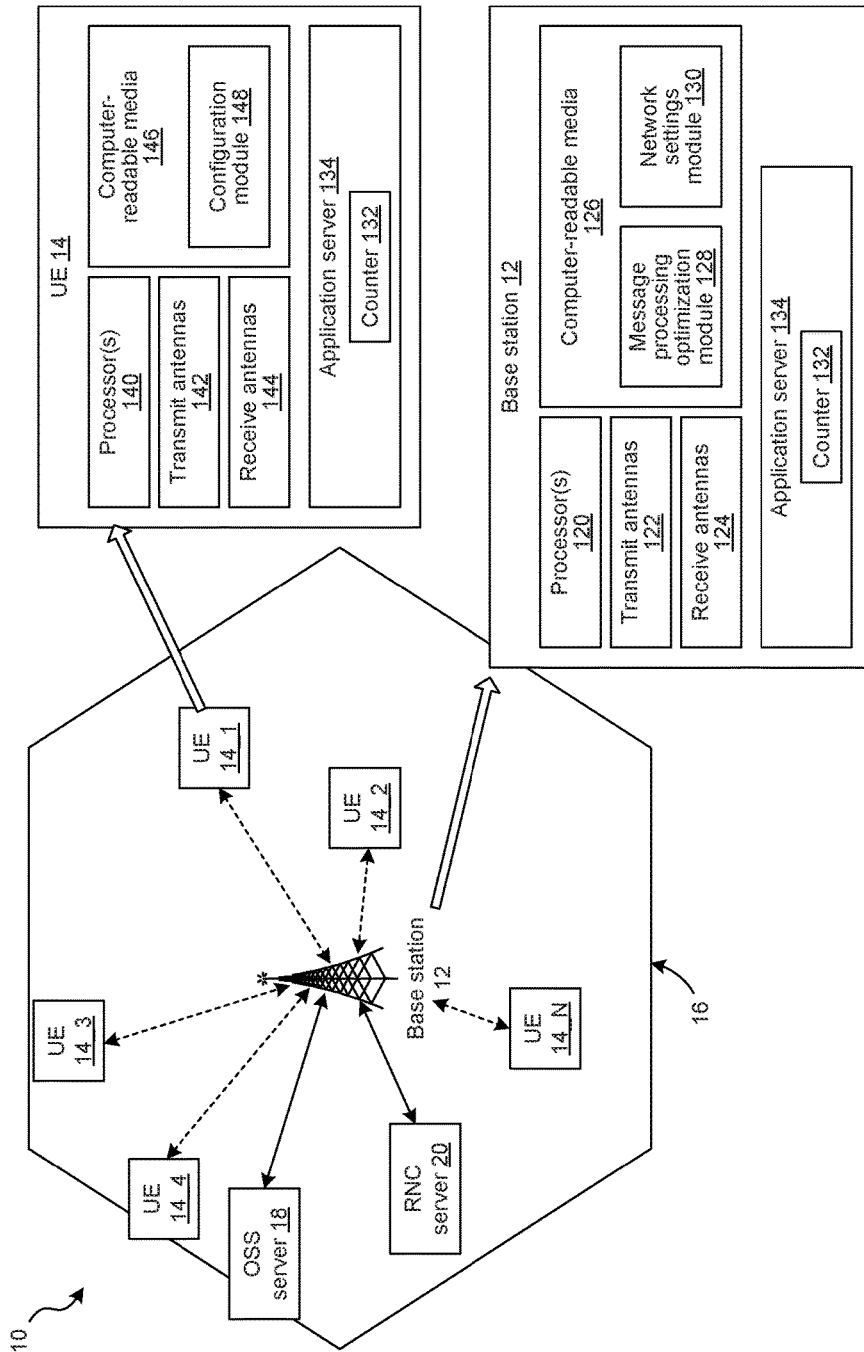 10
UE
14_4
UE
14_3
UE
14_1
UE
14_2
OSS
server 18
RNC
server 20
Base station
12
UE
14_N
16
UE 14
Processor(s)
140
Transmit antennas
142
Receive antennas
144
Computer-
readable media
146
Configuration
module 148
Application server 134
Counter 132
Base station 12
Processor(s)
120
Transmit antennas
122
Receive antennas
124
Computer-readable media
126
Message
processing
optimization
module 128
Network
settings
module 130
Application server 134
Counter 132